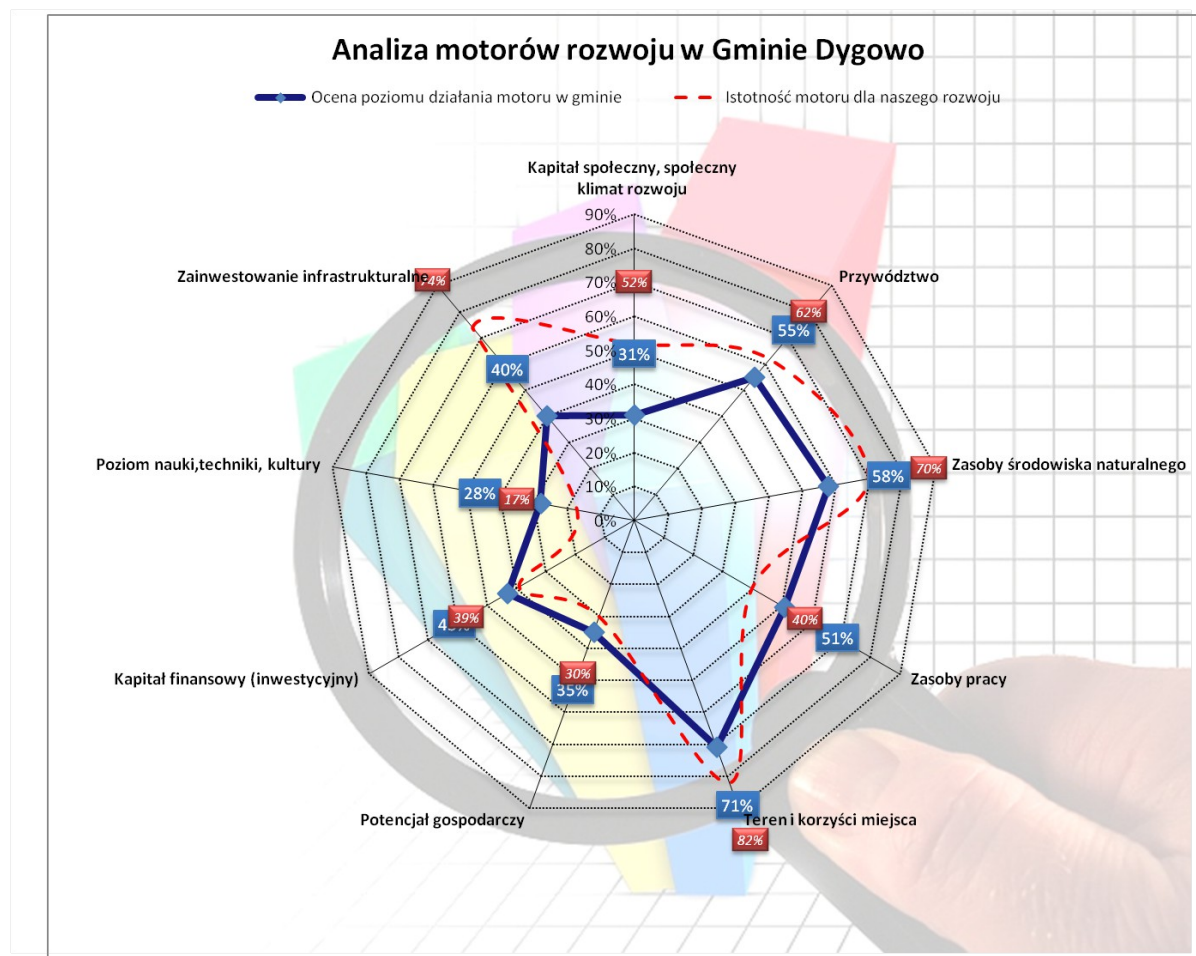 Analiza motorów rozwoju w Gminie Dygowo
Ocena poziomu działania motoru w gminie
Istotność motoru dla naszego rozwoju
Kapitał społeczny, społeczny
klimat rozwoju
90%
80%
70%
60%
50%
40%
30%
20%
10%
0%
52%
31%
Przywództwo
62%
55%
Zasoby środowiska naturalnego
70%
58%
Zasoby pracy
40%
51%
Teren i korzyści miejsca
71%
82%
Potencjał gospodarczy
30%
35%
Kapitał finansowy (inwestycyjny)
39%
Poziom nauki,techniki, kultury
28%
17%
Zainwestowanie infrastrukturalne
74%
40%